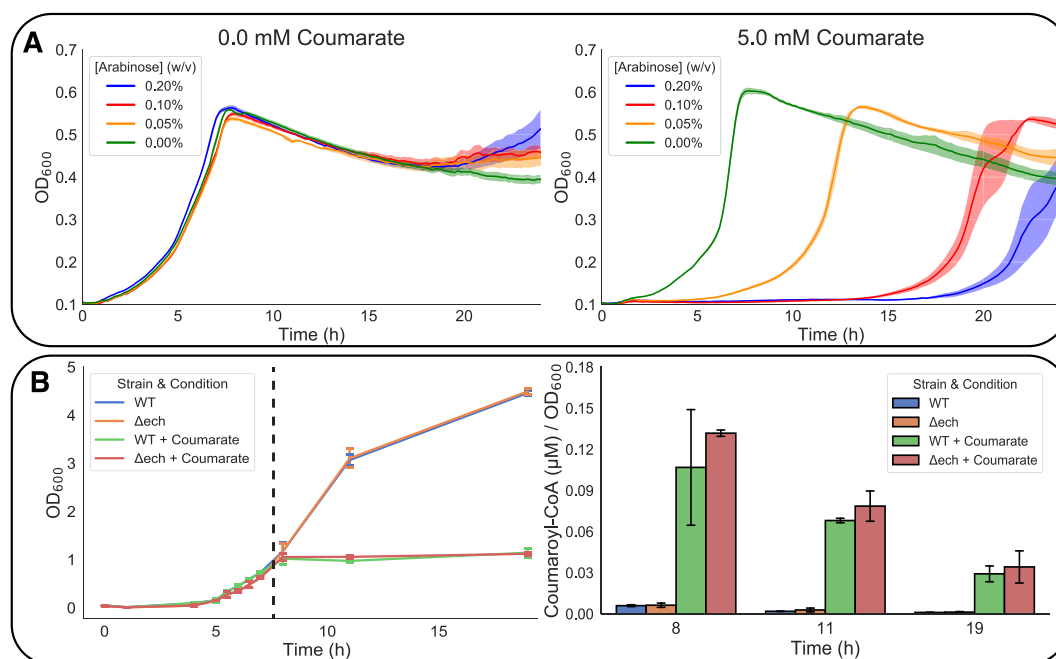 A
0.0 mM Coumarate
0.7
0.6
0.5
0.4
0.3
0.2
0.1
OD600
[Arabinose] (w/v)
0.20%
0.10%
0.05%
0.00%
0 5 10 15 20
Time (h)
5.0 mM Coumarate
0.7
0.6
0.5
0.4
0.3
0.2
0.1
OD600
[Arabinose] (w/v)
0.20%
0.10%
0.05%
0.00%
0 5 10 15 20
Time (h)
B
5
4
3
2
1
0
OD600
Strain & Condition
WT
Δech
WT + Coumarate
Δech + Coumarate
0 5 10 15
Time (h)
0.15
0.12
0.09
0.06
0.03
0.00
Coumaroyl-CoA (μM) / OD600
Strain & Condition
WT
Δech
WT + Coumarate
Δech + Coumarate
8 11 19
Time (h)